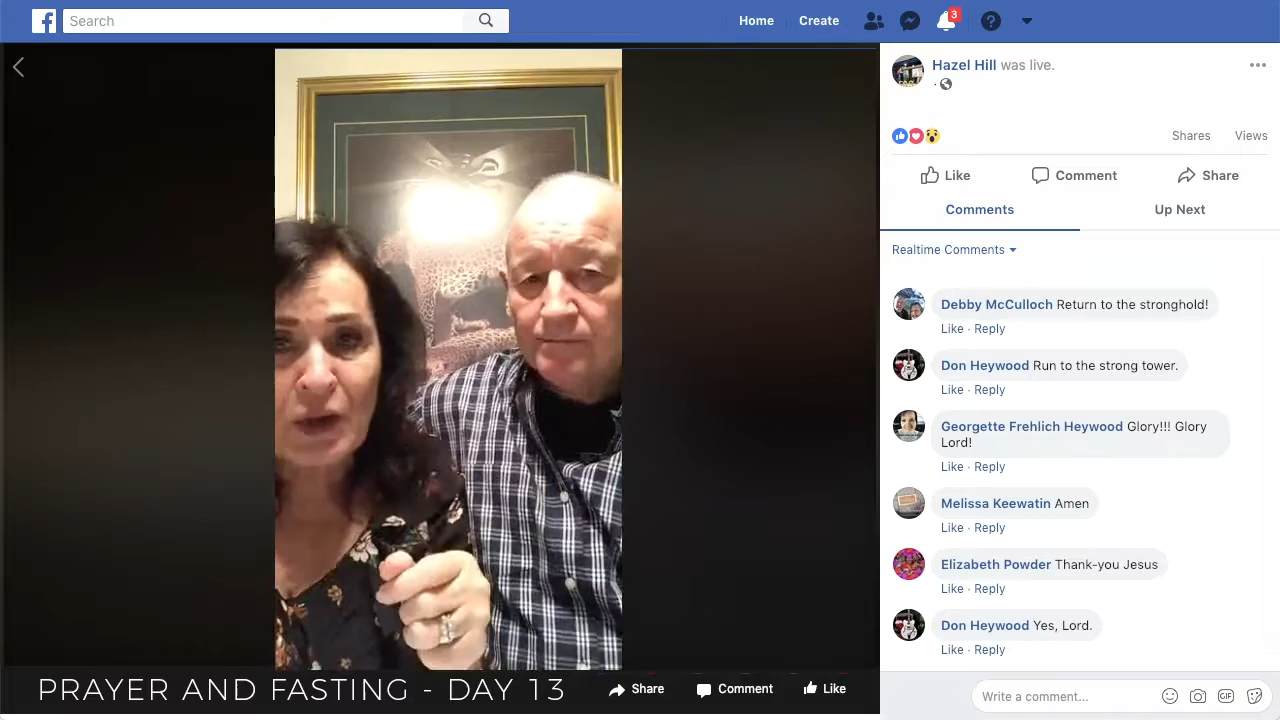 Search
Home
Create
3
Hazel Hill was live.
Shares
Views
Like
Comment
Share
Comments
Up Next
Realtime Comments
Debby McCulloch Return to the stronghold!
Like · Reply
Don Heywood Run to the strong tower.
Like · Reply
Georgette Frehlich Heywood Glory!!! Glory
Lord!
Like · Reply
Melissa Keewatin Amen
Like · Reply
Elizabeth Powder Thank-you Jesus
Like · Reply
Don Heywood Yes, Lord.
Like · Reply
PRAYER AND FASTING - DAY 13
Share
Comment
Like
Write a comment...
GIF